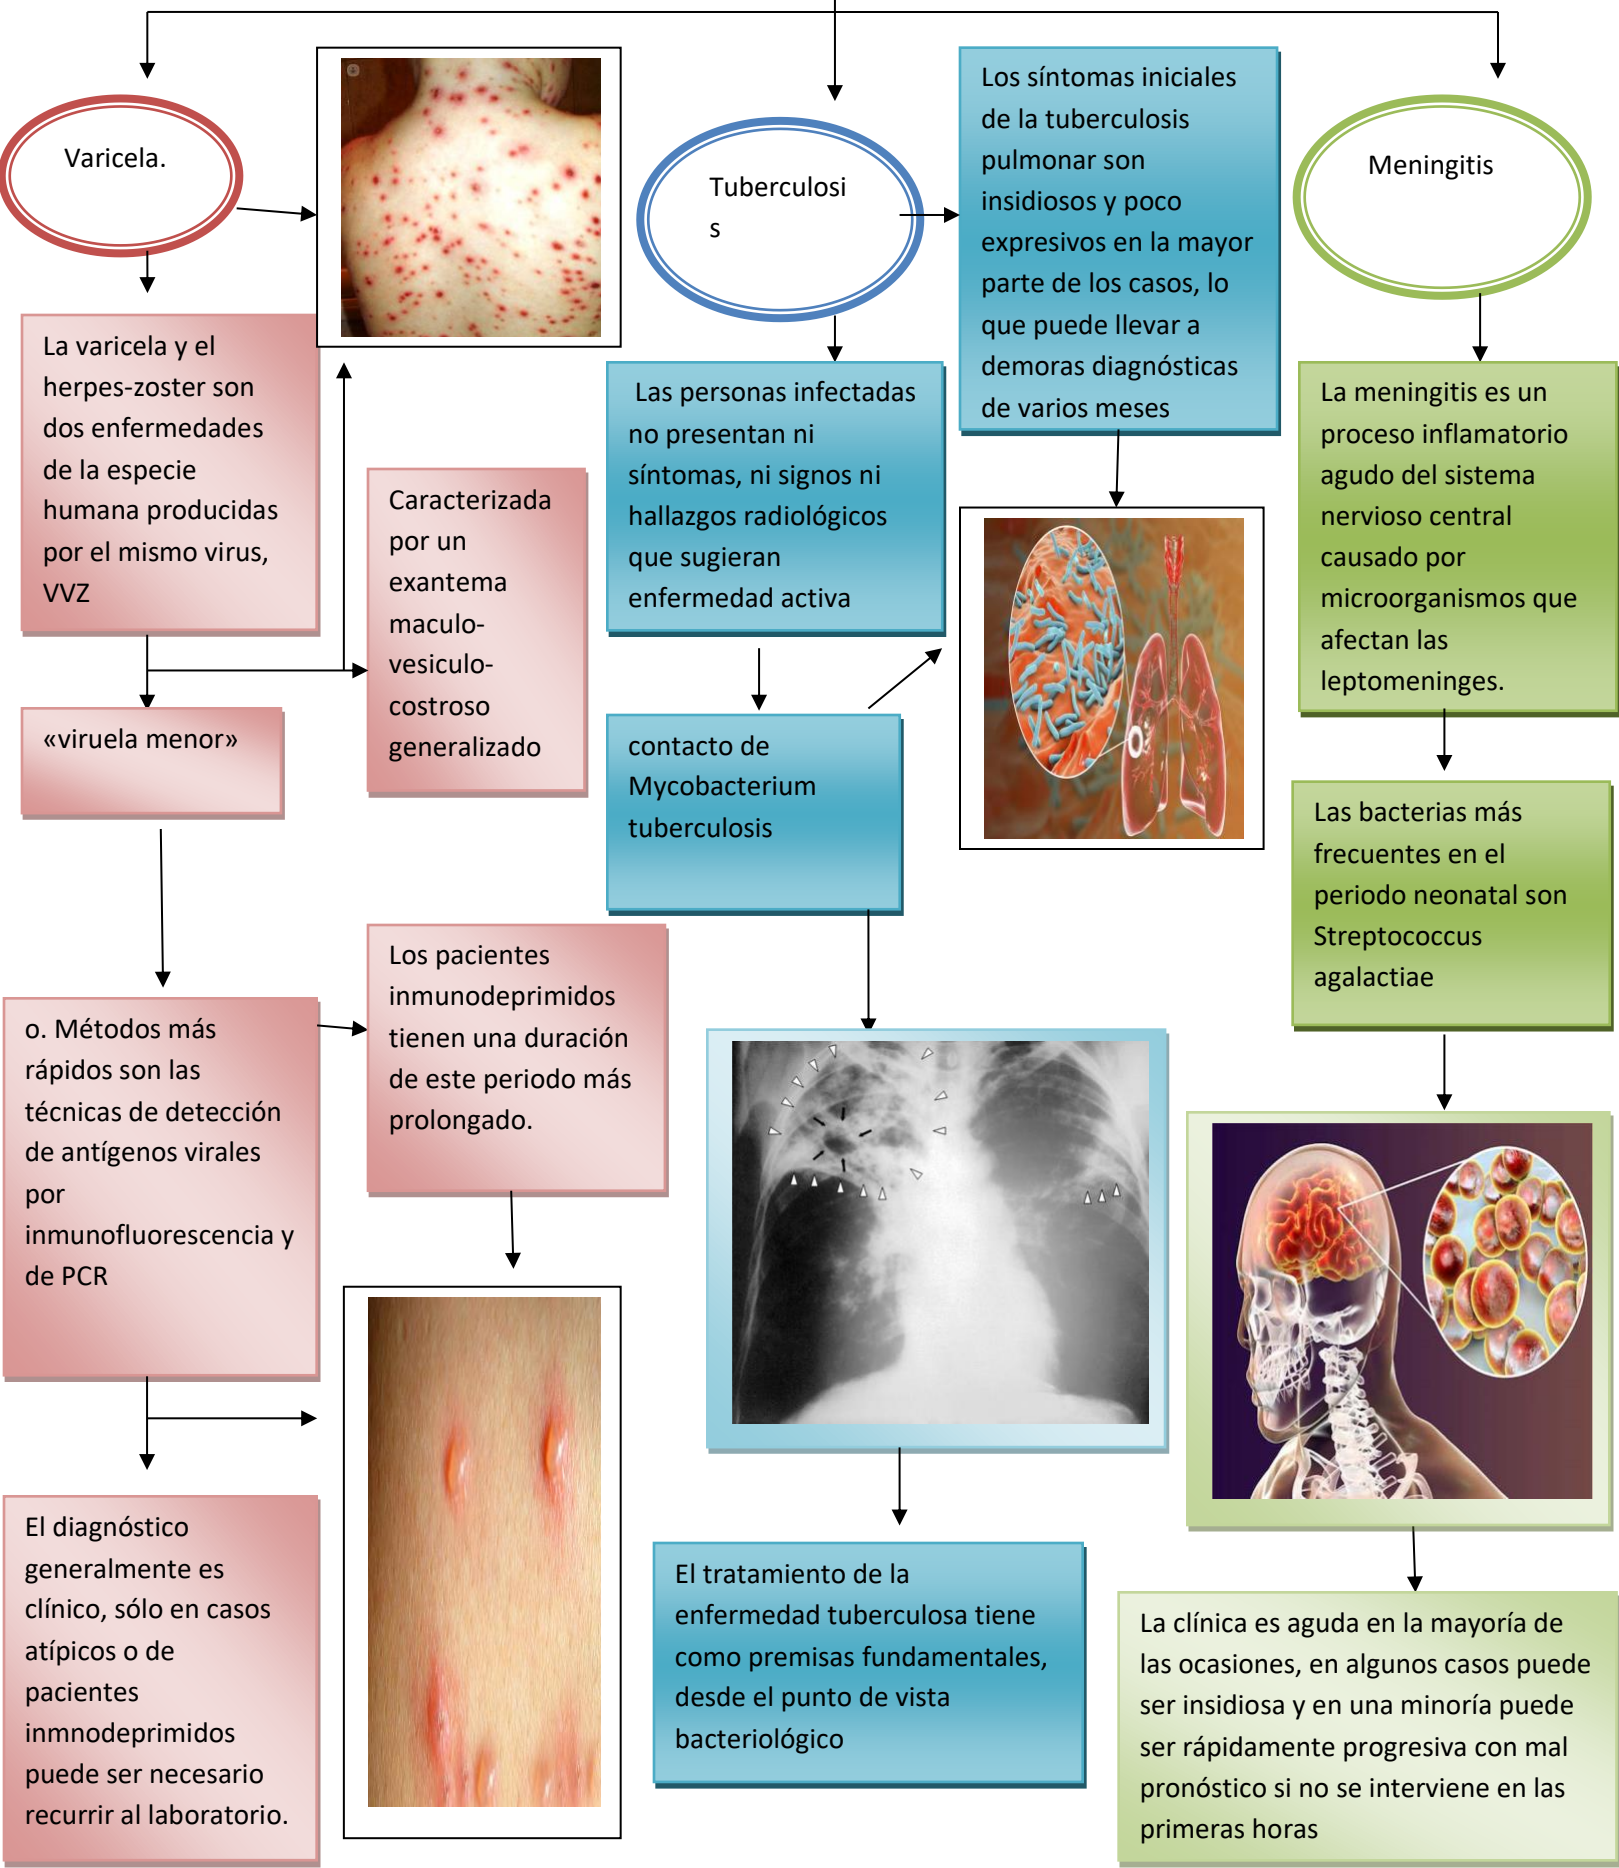 Varicela.
La varicela y el
herpes-zoster son
dos enfermedades
de la especie
humana producidas
por el mismo virus,
VVZ
Caracterizada
por un
exantema
maculo-
vesiculo-
costroso
generalizado
«viruela menor»
o. Métodos más
rápidos son las
técnicas de detección
de antígenos virales
por
inmunofluorescencia y
de PCR
Los pacientes
inmunodeprimidos
tienen una duración
de este periodo más
prolongado.
El diagnóstico
generalmente es
clínico, sólo en casos
atípicos o de
pacientes
inmnodeprimidos
puede ser necesario
recurrir al laboratorio.
Tuberculosi
s
Los síntomas iniciales
de la tuberculosis
pulmonar son
insidiosos y poco
expresivos en la mayor
parte de los casos, lo
que puede llevar a
demoras diagnósticas
de varios meses
Las personas infectadas
no presentan ni
síntomas, ni signos ni
hallazgos radiológicos
que sugieran
enfermedad activa
contacto de
Mycobacterium
tuberculosis
El tratamiento de la
enfermedad tuberculosa tiene
como premisas fundamentales,
desde el punto de vista
bacteriológico
Meningitis
La meningitis es un
proceso inflamatorio
agudo del sistema
nervioso central
causado por
microorganismos que
afectan las
leptomeninges.
Las bacterias más
frecuentes en el
periodo neonatal son
Streptococcus
agalactiae
La clínica es aguda en la mayoría de
las ocasiones, en algunos casos puede
ser insidiosa y en una minoría puede
ser rápidamente progresiva con mal
pronóstico si no se interviene en las
primeras horas